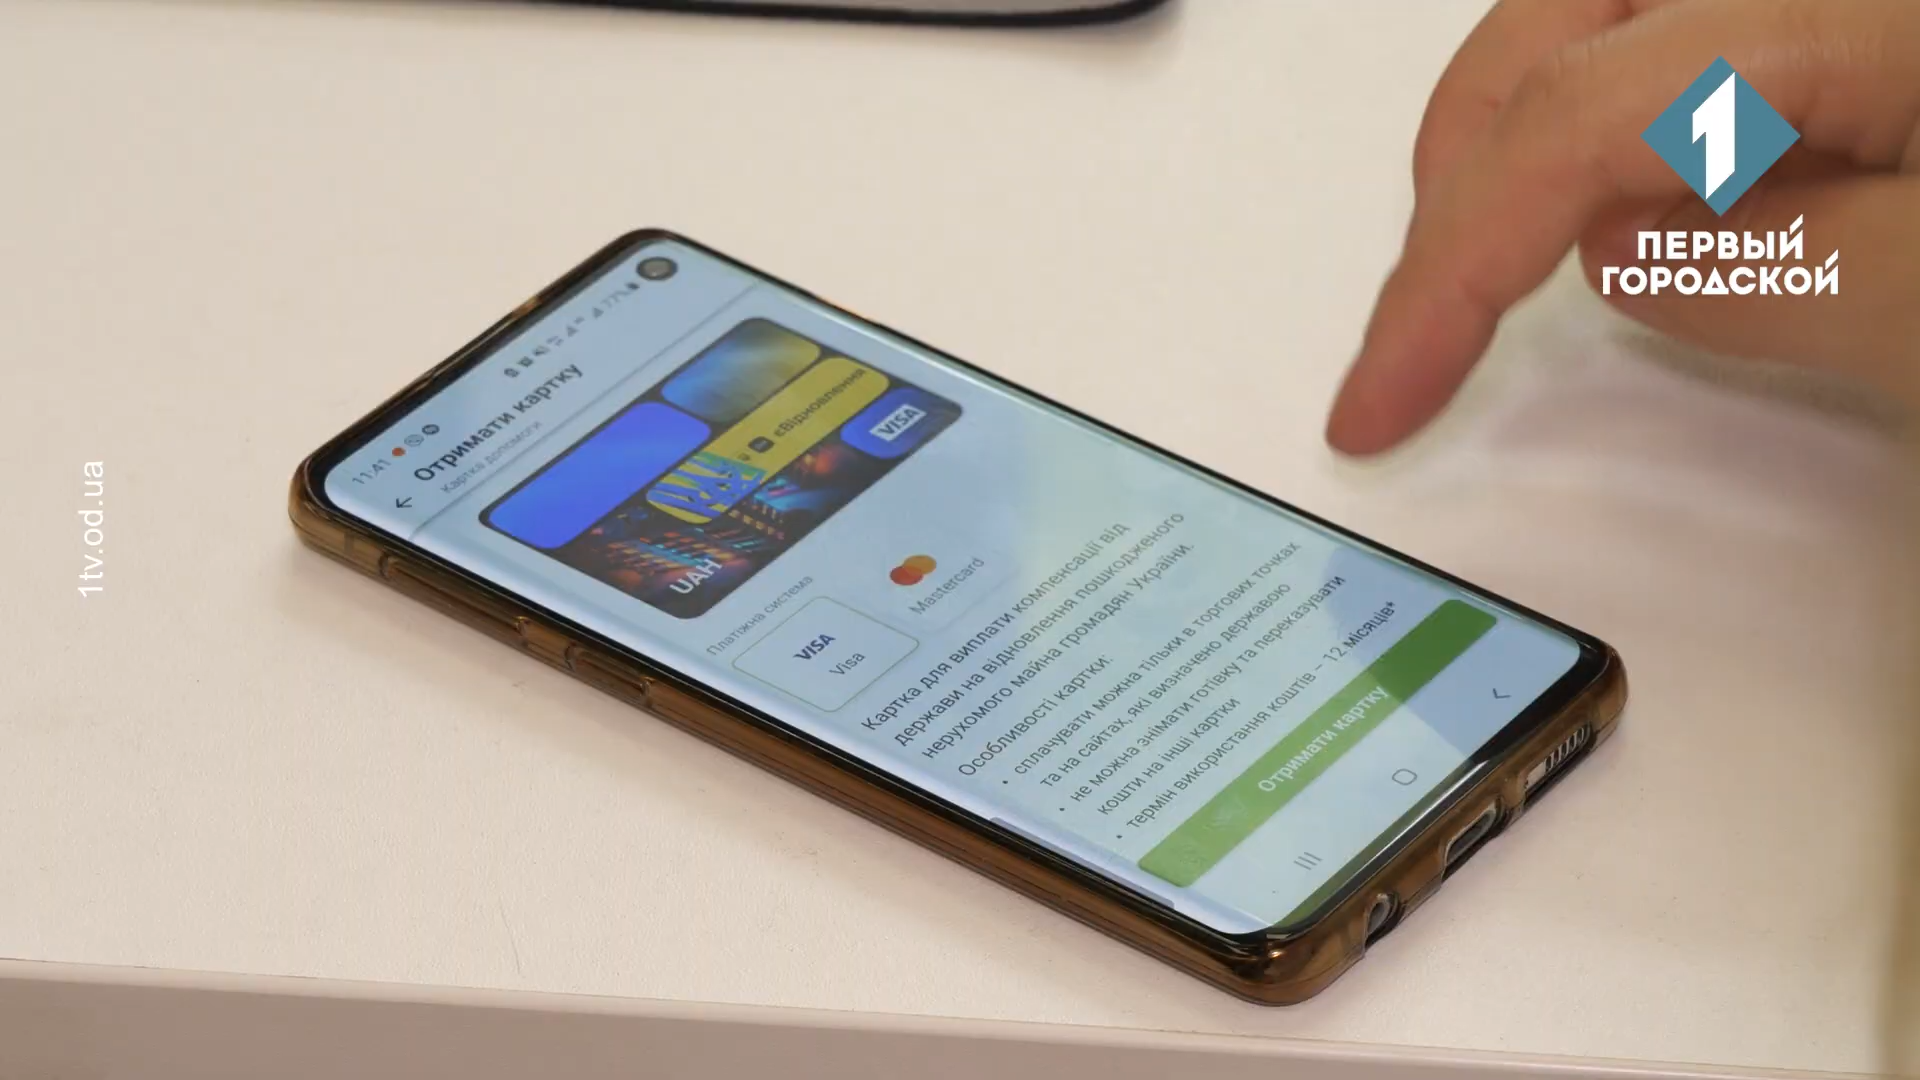 1
ПЕРВЫЙ
ГОРОДСКОЙ
1tv.od.ua
11:41
77%
Отримати картку
Картка допомоги
єВідновлення
VISA
UAH
Платіжна система
VISA
Visa
Mastercard
Картка для виплати компенсації від
держави на відновлення пошкодженого
нерухомого майна громадян України.
Особливості картки:
• сплачувати можна тільки в торгових точках
та на сайтах, які визначено державою
• не можна знімати готівку та переказувати
кошти на інші картки
• термін використання коштів – 12 місяців*
Отримати картку